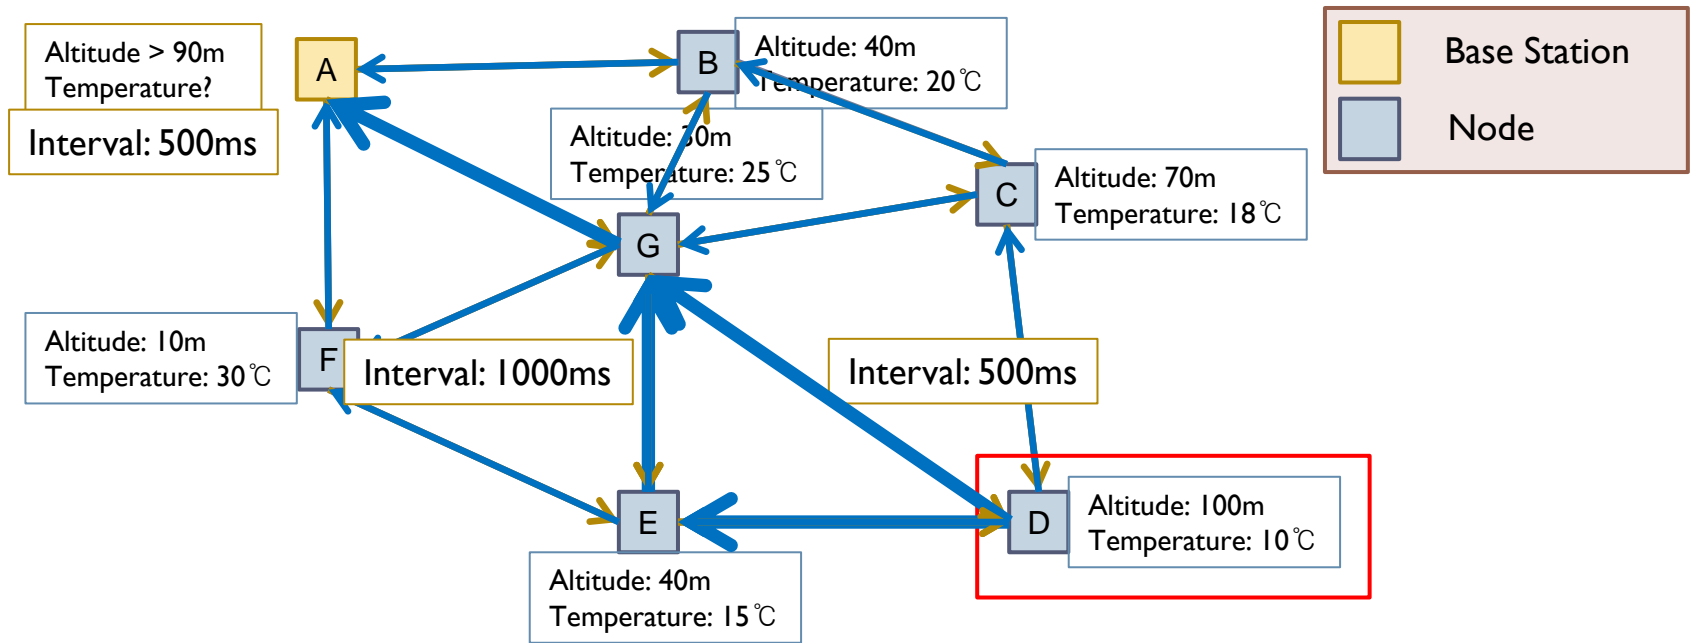 Altitude > 90m
Temperature?
Interval: 500ms
A
B
Altitude: 40m
Temperature: 20℃
Base Station
Node
Altitude: 30m
Temperature: 25℃
C
Altitude: 70m
Temperature: 18℃
G
Altitude: 10m
Temperature: 30℃
F
Interval: 1000ms
Interval: 500ms
E
Altitude: 40m
Temperature: 15℃
D
Altitude: 100m
Temperature: 10℃